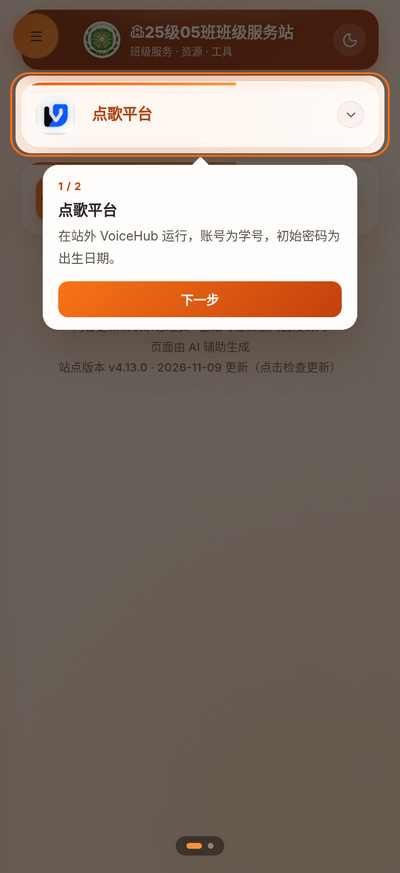 25级05班班级服务站
班级服务 · 资源 · 工具
点歌平台
1 / 2
点歌平台
在站外 VoiceHub 运行，账号为学号，初始密码为
出生日期。
下一步
页面由 AI 辅助生成
站点版本 v4.13.0 · 2026-11-09 更新（点击检查更新）